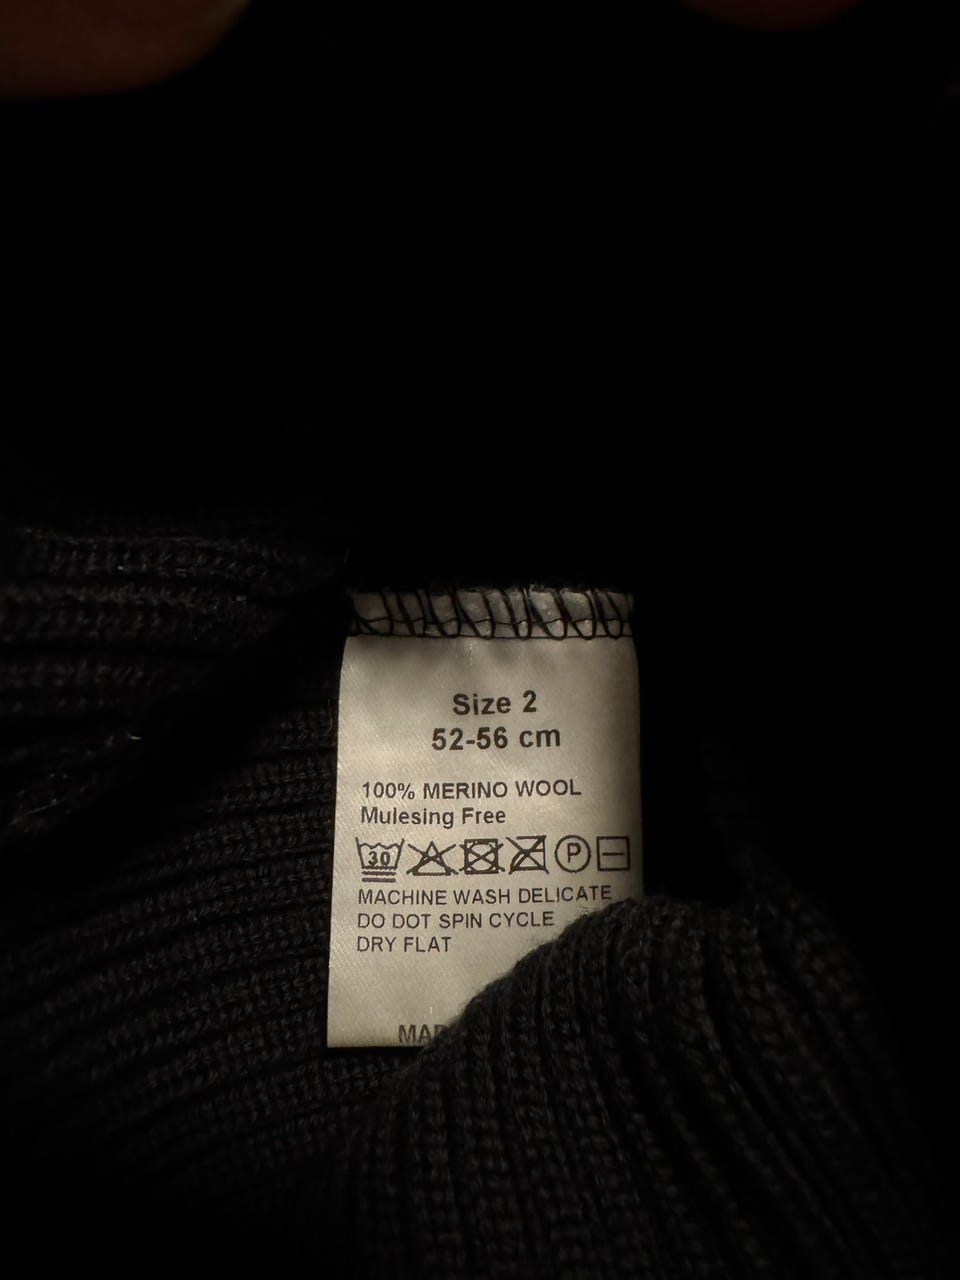 Size 2
52-56 cm
100% MERINO WOOL
Mulesing Free
30 P
MACHINE WASH DELICATE
DO DOT SPIN CYCLE
DRY FLAT